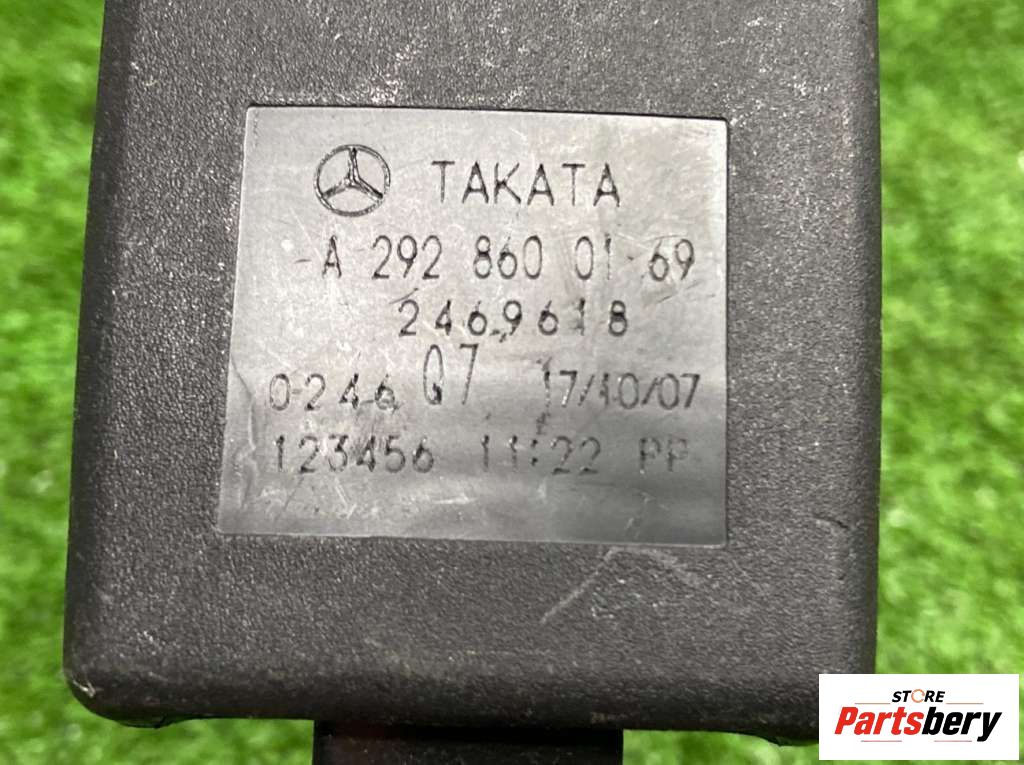 TAKATA
A 292 860 01 69
2469618
0246 Q7 17/10/07
123456 11:22 PP
STORE
Partsbery